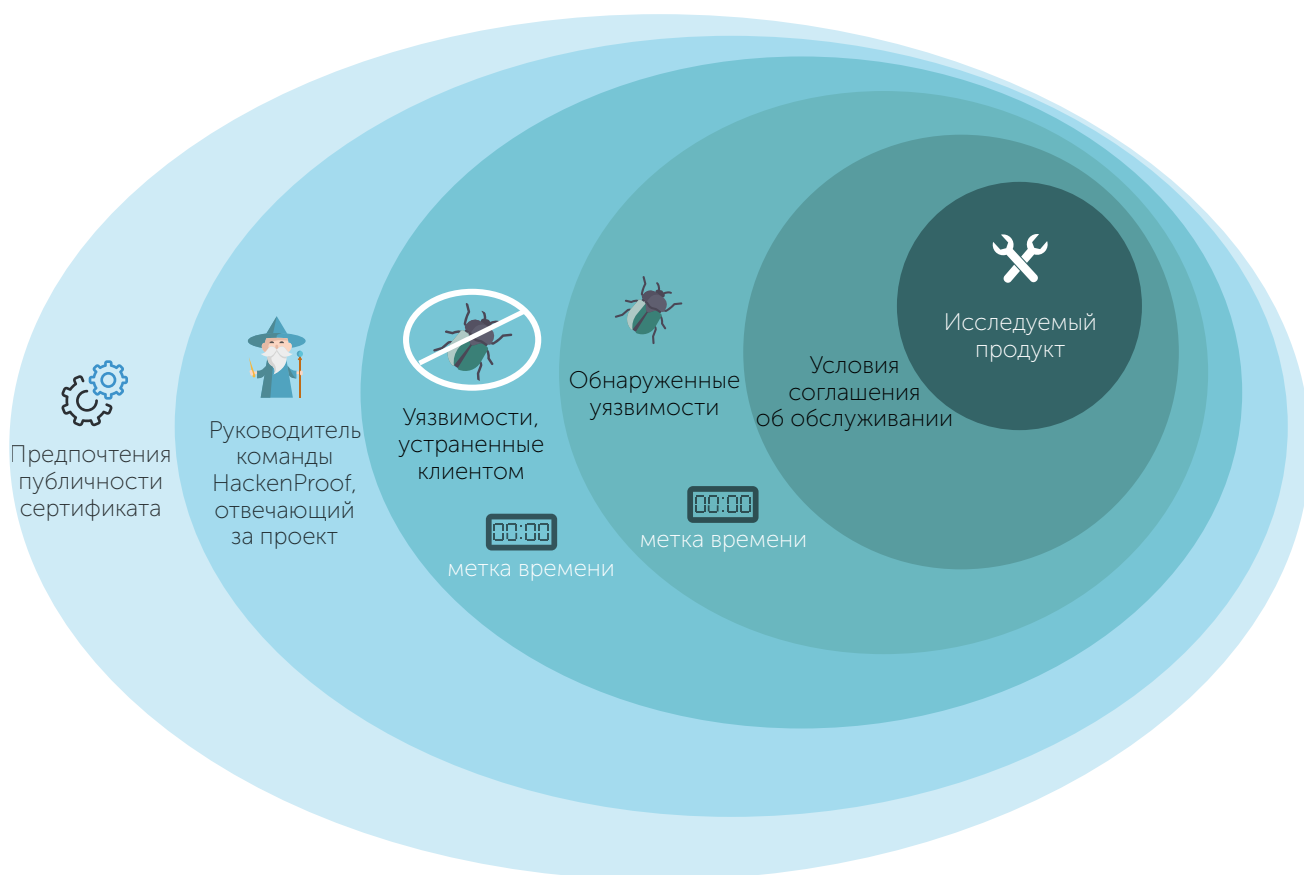 Предпочтения
публичности
сертификата
Руководитель
команды
HackenProof,
отвечающий
за проект
Уязвимости,
устраненные
клиентом
00:00
метка времени
Обнаруженные
уязвимости
00:00
метка времени
Условия
соглашения
об обслуживании
Исследуемый
продукт